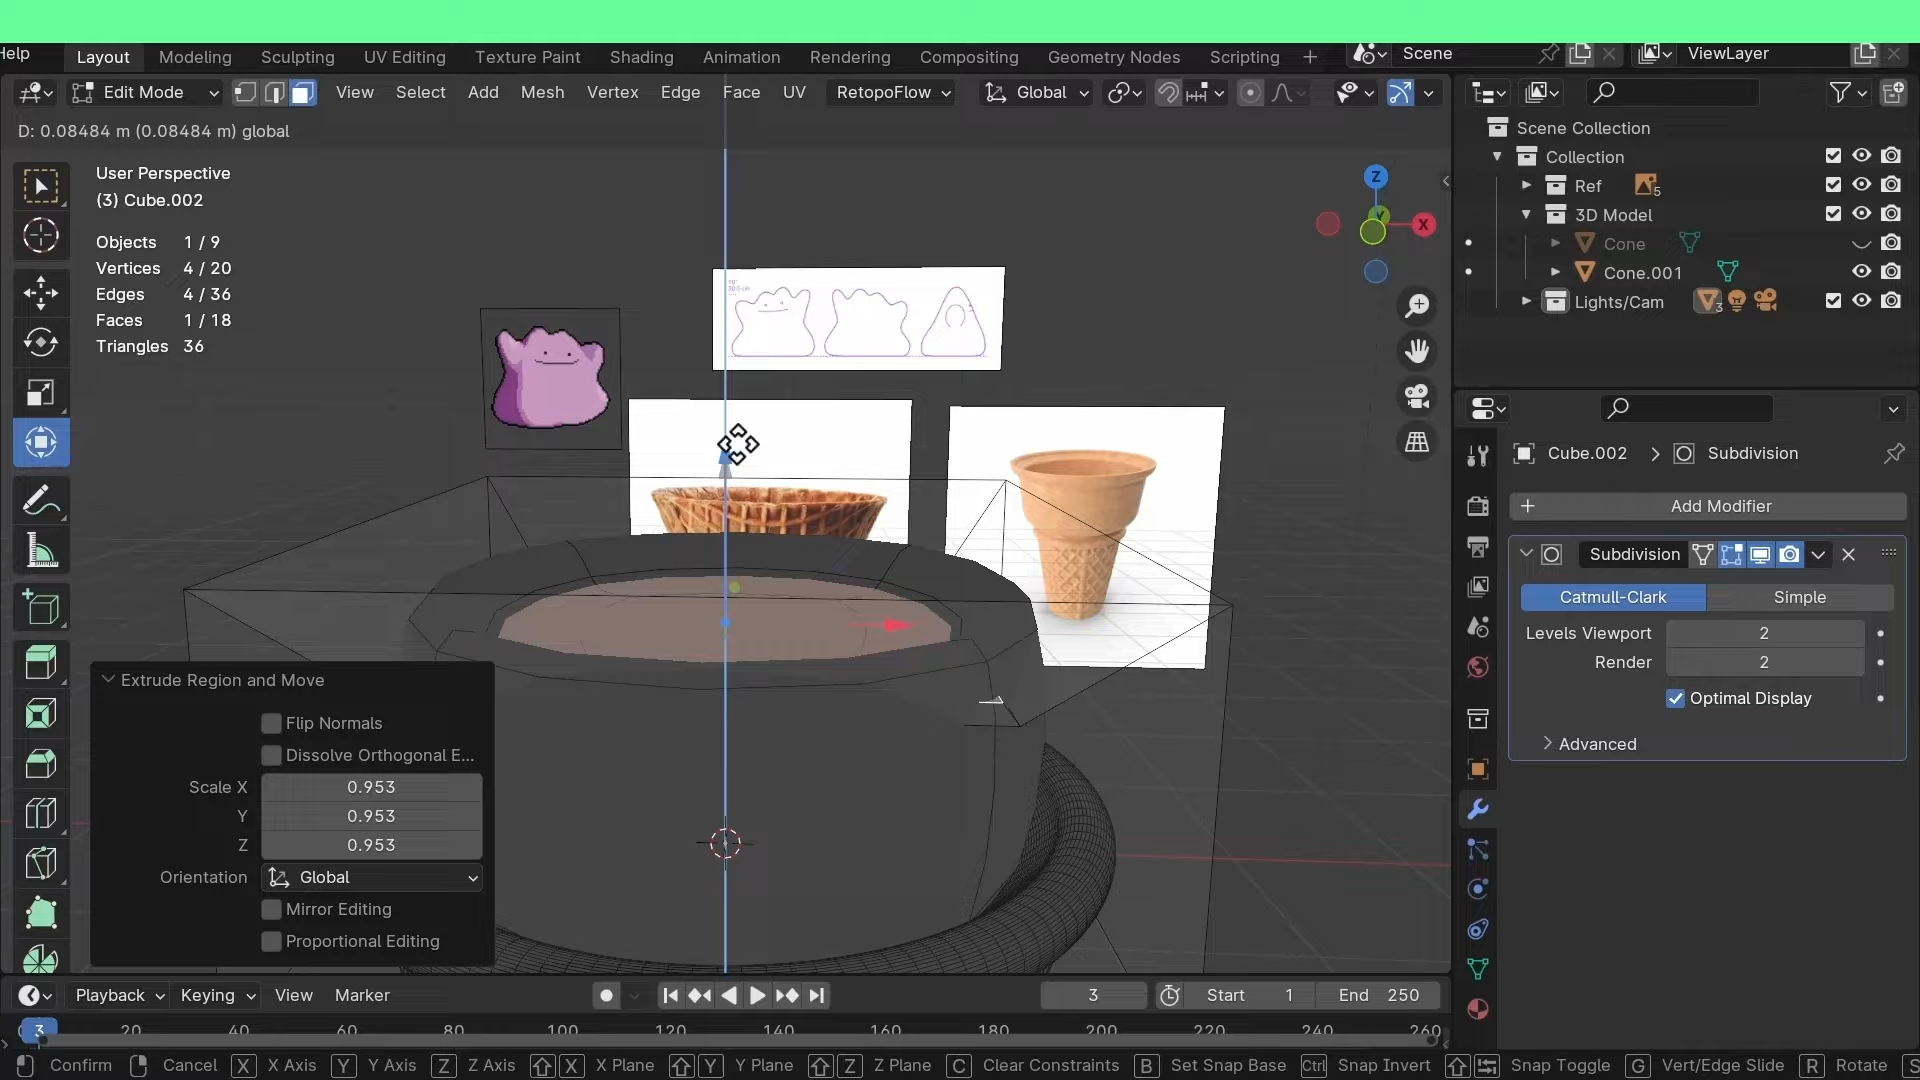 Help
Layout
Modeling
Sculpting
UV Editing
Texture Paint
Shading
Animation
Rendering
Compositing
Geometry Nodes
Scripting
+
Scene
ViewLayer
Edit Mode
View
Select
Add
Mesh
Vertex
Edge
Face
UV
RetopoFlow
Global
D: 0.08484 m (0.08484 m) global
User Perspective
(3) Cube.002
Objects 1 / 9
Vertices 4 / 20
Edges 4 / 36
Faces 1 / 18
Triangles 36
Z
Y
X
Scene Collection
Collection
Ref 5
3D Model
Cone
Cone.001
Lights/Cam 3
Cube.002 > Subdivision
+ Add Modifier
Subdivision
Catmull-Clark Simple
Levels Viewport 2
Render 2
Optimal Display
Advanced
Extrude Region and Move
Flip Normals
Dissolve Orthogonal E...
Scale X 0.953
Y 0.953
Z 0.953
Orientation Global
Mirror Editing
Proportional Editing
Playback
Keying
View
Marker
3
Start 1
End 250
3 20 40 60 80 100 120 140 160 180 200 220 240 260
Confirm
Cancel
X X Axis
Y Y Axis
Z Z Axis
X X Plane
Y Y Plane
Z Z Plane
C Clear Constraints
B Set Snap Base
Ctrl Snap Invert
Snap Toggle
G Vert/Edge Slide
R Rotate
S